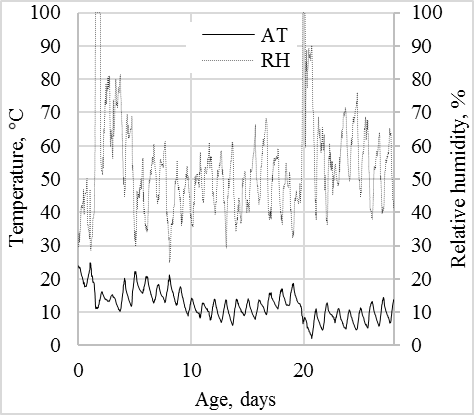 100 100
90 90
80 80
70 70
60 60
50 50
40 40
30 30
20 20
10 10
0 0
0 10 20
AT
RH
Temperature, °C
Relative humidity, %
Age, days